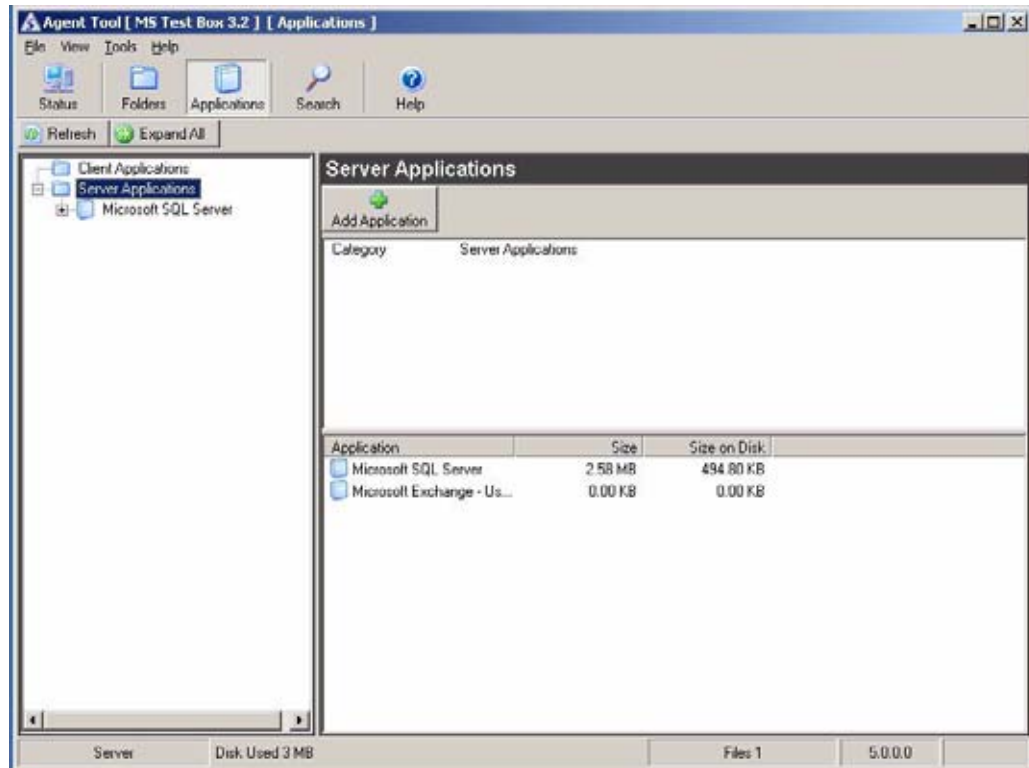 Agent Tool [ MS Test Box 3.2 ] [ Applications ]
File View Tools Help
Status Folders Applications Search Help
Refresh Expand All
Client Applications
Server Applications
Microsoft SQL Server
Server Applications
Add Application
Category Server Applications
Application Size Size on Disk
Microsoft SQL Server 2.58 MB 494.80 KB
Microsoft Exchange - Us... 0.00 KB 0.00 KB
Server Disk Used 3 MB Files 1 5.0.0.0